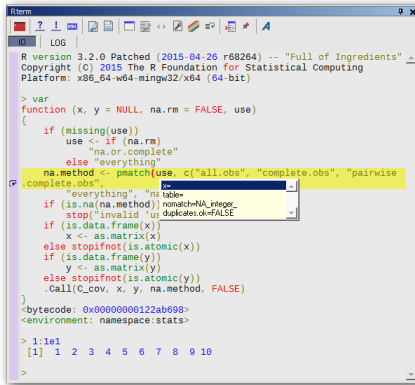 Rterm
IO LOG
R version 3.2.0 Patched (2015-04-26 r68264) -- "Full of Ingredients"
Copyright (C) 2015 The R Foundation for Statistical Computing
Platform: x86_64-w64-mingw32/x64 (64-bit)
> var
function (x, y = NULL, na.rm = FALSE, use)
{
    if (missing(use))
        use <- if (na.rm)
            "na.or.complete"
        else "everything"
    na.method <- pmatch(use, c("all.obs", "complete.obs", "pairwise
.complete.obs",
        "everything", "na
x=
table=
nomatch=NA_integer_
duplicates.ok=FALSE
    if (is.na(na.method))
        stop("invalid 'us
    if (is.data.frame(x))
        x <- as.matrix(x)
    else stopifnot(is.atomic(x))
    if (is.data.frame(y))
        y <- as.matrix(y)
    else stopifnot(is.atomic(y))
    .Call(C_cov, x, y, na.method, FALSE)
}
<bytecode: 0x00000000122ab698>
<environment: namespace:stats>
> 1:1e1
 [1]  1  2  3  4  5  6  7  8  9 10
>